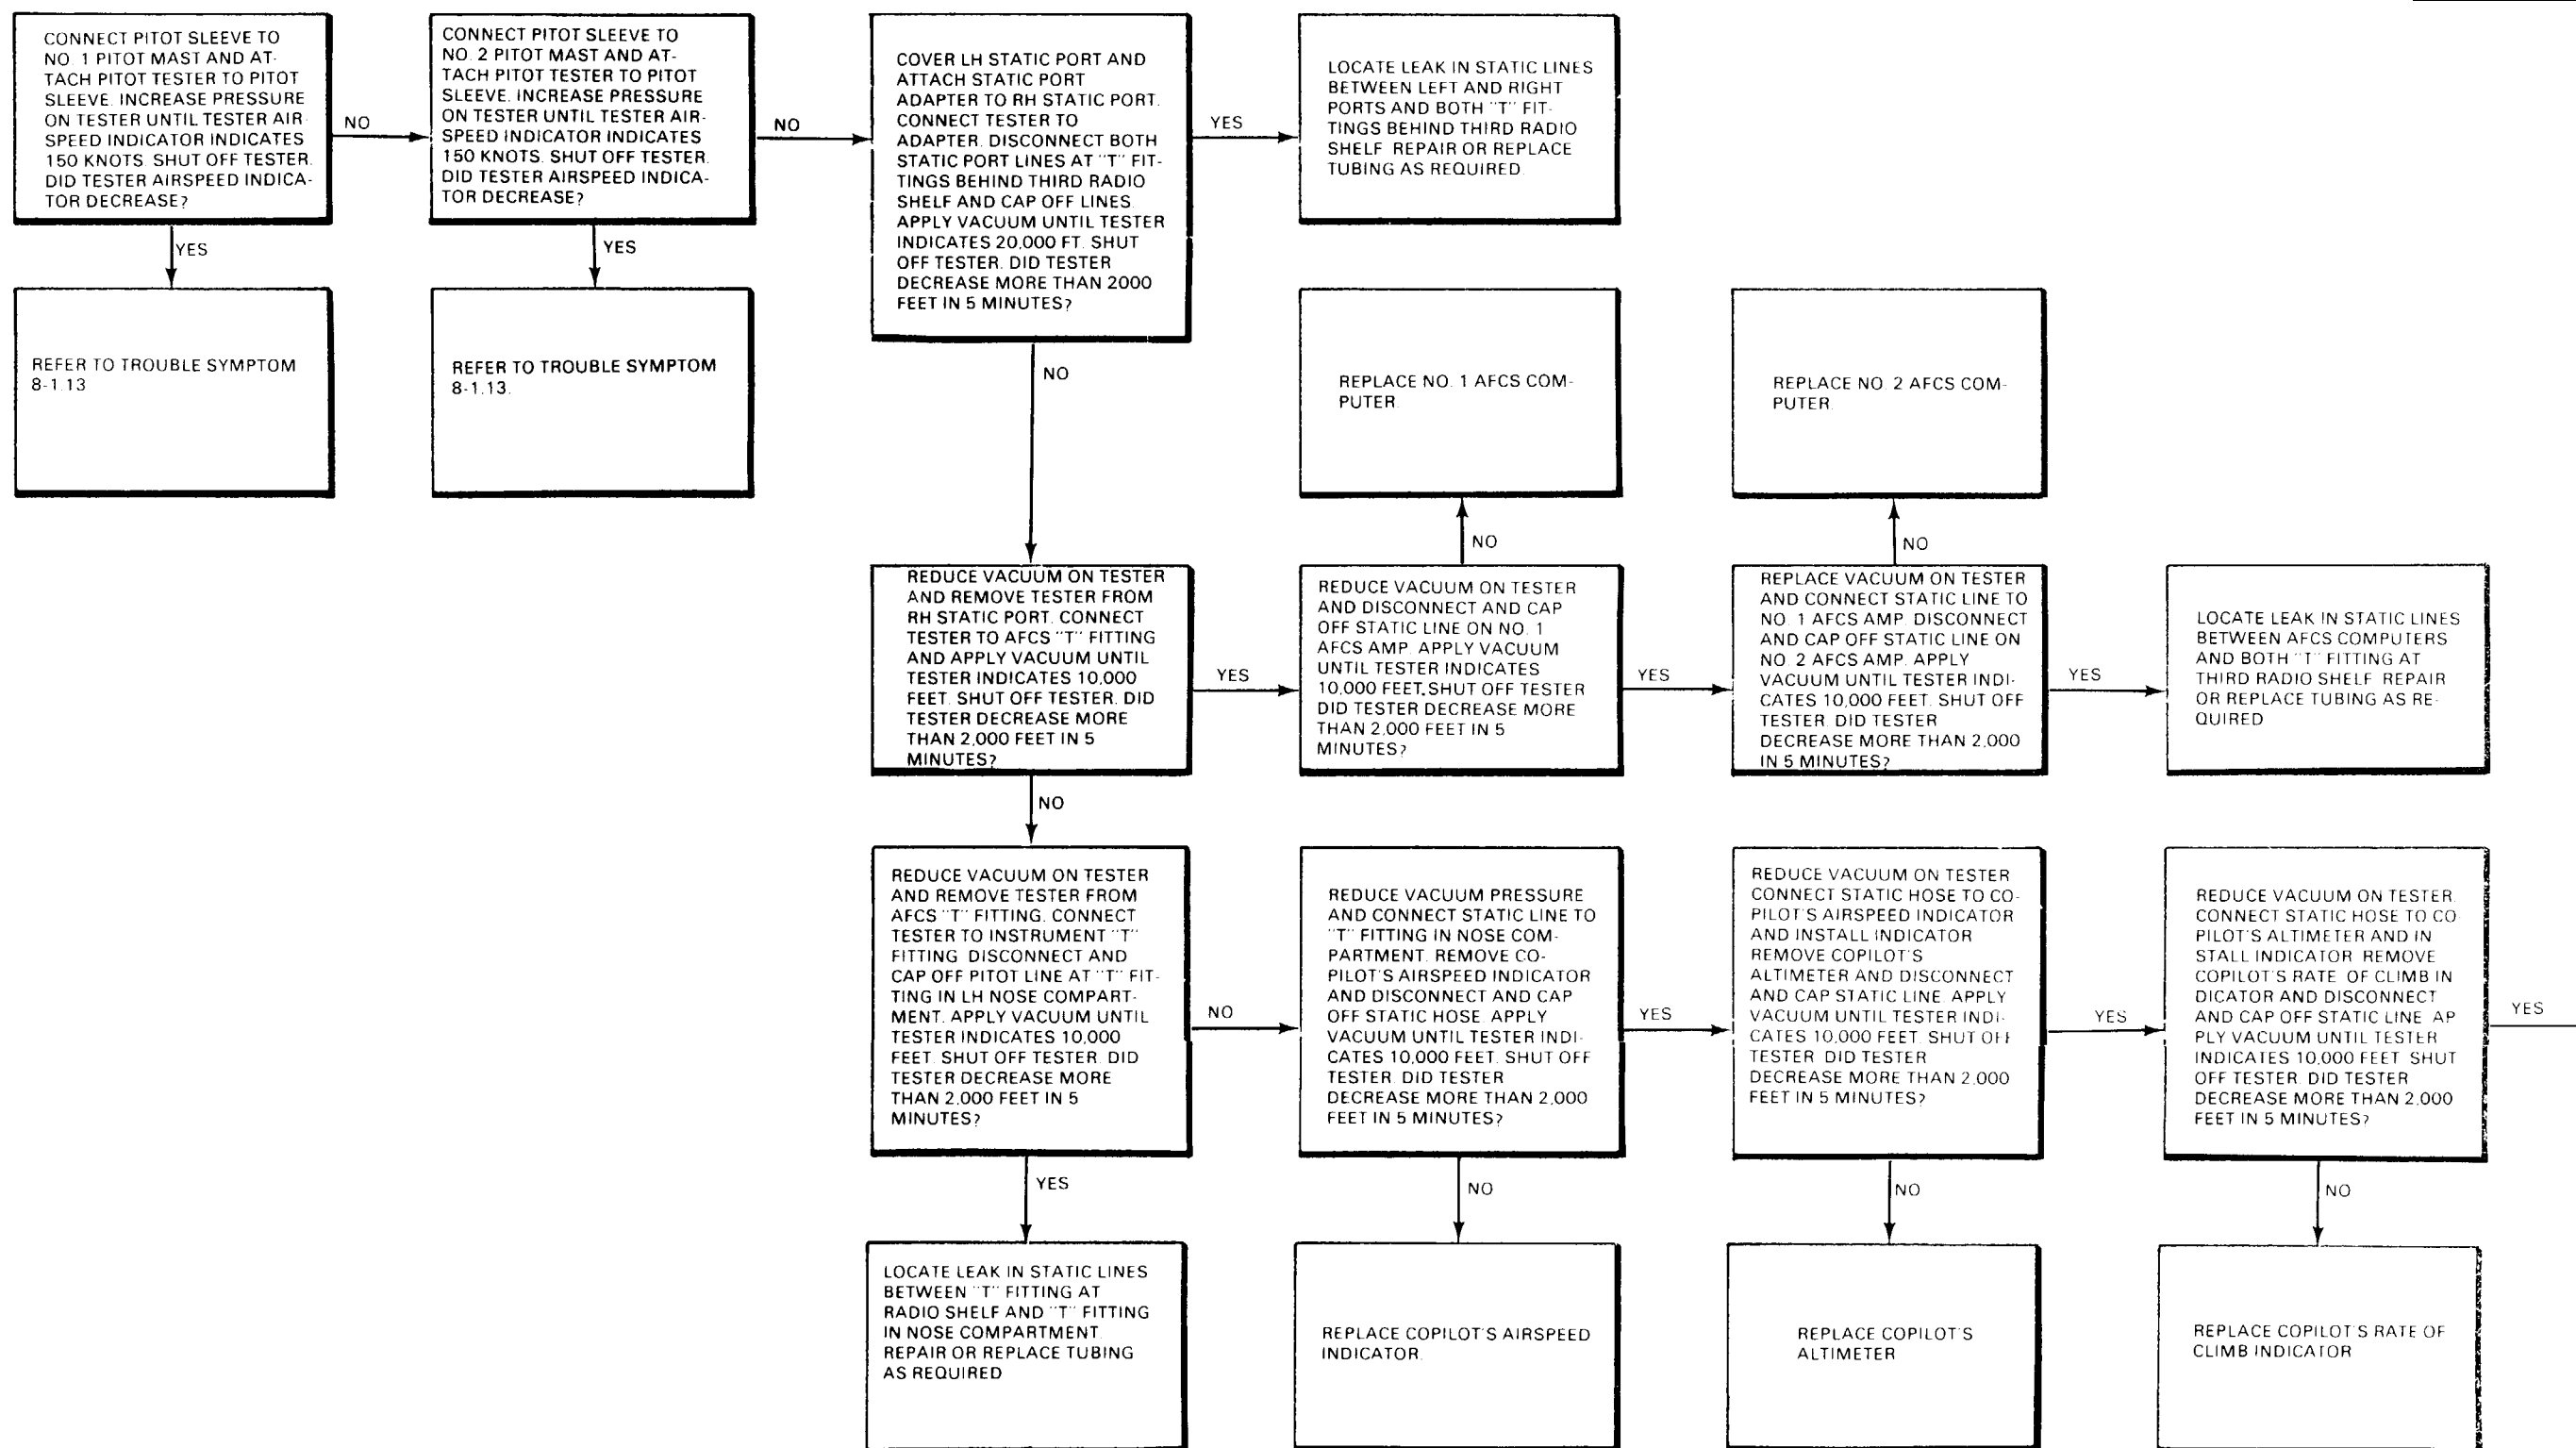 CONNECT PITOT SLEEVE TO
NO. 1 PITOT MAST AND AT-
TACH PITOT TESTER TO PITOT
SLEEVE. INCREASE PRESSURE
ON TESTER UNTIL TESTER AIR-
SPEED INDICATOR INDICATES
150 KNOTS. SHUT OFF TESTER.
DID TESTER AIRSPEED INDICA-
TOR DECREASE?
NO
CONNECT PITOT SLEEVE TO
NO. 2 PITOT MAST AND AT-
TACH PITOT TESTER TO PITOT
SLEEVE. INCREASE PRESSURE
ON TESTER UNTIL TESTER AIR-
SPEED INDICATOR INDICATES
150 KNOTS. SHUT OFF TESTER.
DID TESTER AIRSPEED INDICA-
TOR DECREASE?
NO
COVER LH STATIC PORT AND
ATTACH STATIC PORT
ADAPTER TO RH STATIC PORT.
CONNECT TESTER TO
ADAPTER. DISCONNECT BOTH
STATIC PORT LINES AT "T" FIT-
TINGS BEHIND THIRD RADIO
SHELF AND CAP OFF LINES.
APPLY VACUUM UNTIL TESTER
INDICATES 20,000 FT. SHUT
OFF TESTER. DID TESTER
DECREASE MORE THAN 2000
FEET IN 5 MINUTES?
YES
LOCATE LEAK IN STATIC LINES
BETWEEN LEFT AND RIGHT
PORTS AND BOTH "T" FIT-
TINGS BEHIND THIRD RADIO
SHELF REPAIR OR REPLACE
TUBING AS REQUIRED.
YES
YES
REFER TO TROUBLE SYMPTOM
8-1.13
REFER TO TROUBLE SYMPTOM
8-1.13.
NO
REPLACE NO. 1 AFCS COM-
PUTER.
REPLACE NO. 2 AFCS COM-
PUTER.
NO
NO
REDUCE VACUUM ON TESTER
AND REMOVE TESTER FROM
RH STATIC PORT. CONNECT
TESTER TO AFCS "T" FITTING
AND APPLY VACUUM UNTIL
TESTER INDICATES 10,000
FEET. SHUT OFF TESTER. DID
TESTER DECREASE MORE
THAN 2,000 FEET IN 5
MINUTES?
YES
REDUCE VACUUM ON TESTER
AND DISCONNECT AND CAP
OFF STATIC LINE ON NO. 1
AFCS AMP. APPLY VACUUM
UNTIL TESTER INDICATES
10,000 FEET. SHUT OFF TESTER
DID TESTER DECREASE MORE
THAN 2,000 FEET IN 5
MINUTES?
YES
REPLACE VACUUM ON TESTER
AND CONNECT STATIC LINE TO
NO. 1 AFCS AMP. DISCONNECT
AND CAP OFF STATIC LINE ON
NO. 2 AFCS AMP. APPLY
VACUUM UNTIL TESTER INDI-
CATES 10,000 FEET. SHUT OFF
TESTER. DID TESTER
DECREASE MORE THAN 2,000
IN 5 MINUTES?
YES
LOCATE LEAK IN STATIC LINES
BETWEEN AFCS COMPUTERS
AND BOTH "T" FITTING AT
THIRD RADIO SHELF REPAIR
OR REPLACE TUBING AS RE-
QUIRED
NO
REDUCE VACUUM ON TESTER
AND REMOVE TESTER FROM
AFCS "T" FITTING. CONNECT
TESTER TO INSTRUMENT "T"
FITTING DISCONNECT AND
CAP OFF PITOT LINE AT "T" FIT-
TING IN LH NOSE COMPART-
MENT. APPLY VACUUM UNTIL
TESTER INDICATES 10,000
FEET. SHUT OFF TESTER. DID
TESTER DECREASE MORE
THAN 2,000 FEET IN 5
MINUTES?
NO
REDUCE VACUUM PRESSURE
AND CONNECT STATIC LINE TO
"T" FITTING IN NOSE COM-
PARTMENT. REMOVE CO-
PILOT'S AIRSPEED INDICATOR
AND DISCONNECT AND CAP
OFF STATIC HOSE. APPLY
VACUUM UNTIL TESTER INDI-
CATES 10,000 FEET. SHUT OFF
TESTER. DID TESTER
DECREASE MORE THAN 2,000
FEET IN 5 MINUTES?
YES
REDUCE VACUUM ON TESTER
CONNECT STATIC HOSE TO CO-
PILOT'S AIRSPEED INDICATOR
AND INSTALL INDICATOR
REMOVE COPILOT'S
ALTIMETER AND DISCONNECT
AND CAP STATIC LINE. APPLY
VACUUM UNTIL TESTER INDI-
CATES 10,000 FEET. SHUT OFF
TESTER DID TESTER
DECREASE MORE THAN 2,000
FEET IN 5 MINUTES?
YES
REDUCE VACUUM ON TESTER.
CONNECT STATIC HOSE TO CO
PILOT'S ALTIMETER AND IN
STALL INDICATOR REMOVE
COPILOT'S RATE OF CLIMB IN
DICATOR AND DISCONNECT
AND CAP OFF STATIC LINE AP
PLY VACUUM UNTIL TESTER
INDICATES 10,000 FEET SHUT
OFF TESTER. DID TESTER
DECREASE MORE THAN 2,000
FEET IN 5 MINUTES?
YES
YES
NO
NO
NO
LOCATE LEAK IN STATIC LINES
BETWEEN "T" FITTING AT
RADIO SHELF AND "T" FITTING
IN NOSE COMPARTMENT.
REPAIR OR REPLACE TUBING
AS REQUIRED
REPLACE COPILOT'S AIRSPEED
INDICATOR.
REPLACE COPILOT'S
ALTIMETER
REPLACE COPILOT'S RATE OF
CLIMB INDICATOR